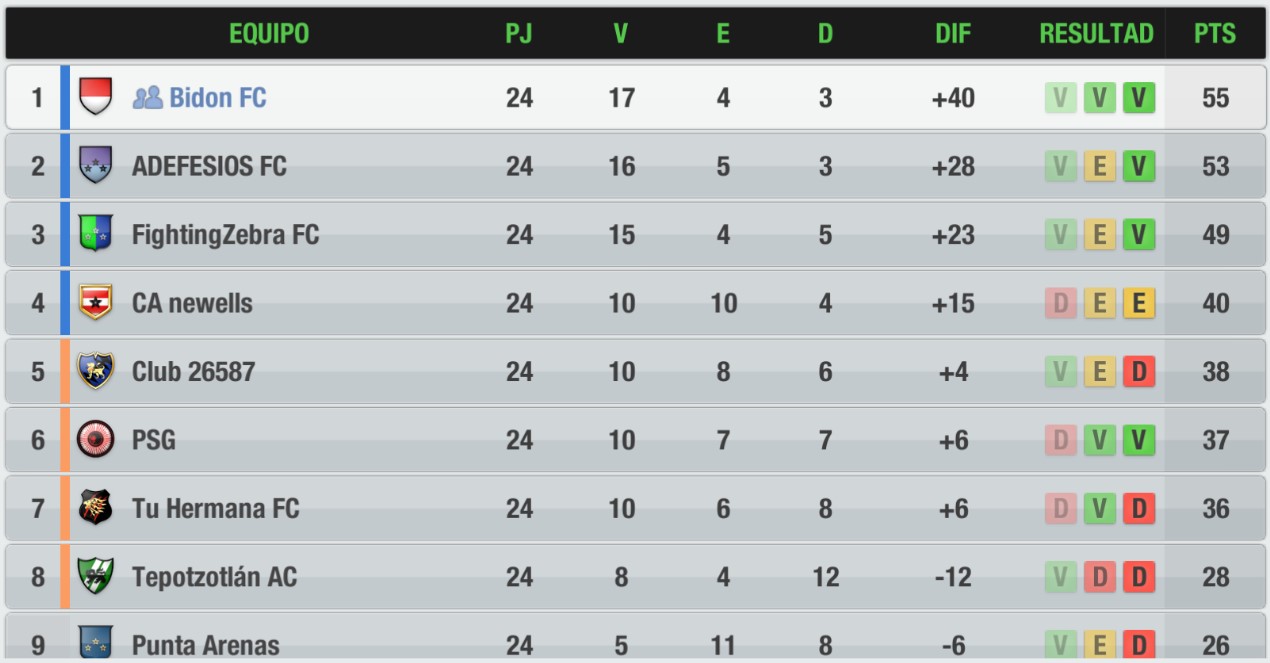 EQUIPO PJ V E D DIF RESULTAD PTS
1 Bidon FC 24 17 4 3 +40 V V V 55
2 ADEFESIOS FC 24 16 5 3 +28 V E V 53
3 FightingZebra FC 24 15 4 5 +23 V E V 49
4 CA newells 24 10 10 4 +15 D E E 40
5 Club 26587 24 10 8 6 +4 V E D 38
6 PSG 24 10 7 7 +6 D V V 37
7 Tu Hermana FC 24 10 6 8 +6 D V D 36
8 Tepotzotlán AC 24 8 4 12 -12 V D D 28
9 Punta Arenas 24 5 11 8 -6 V E D 26